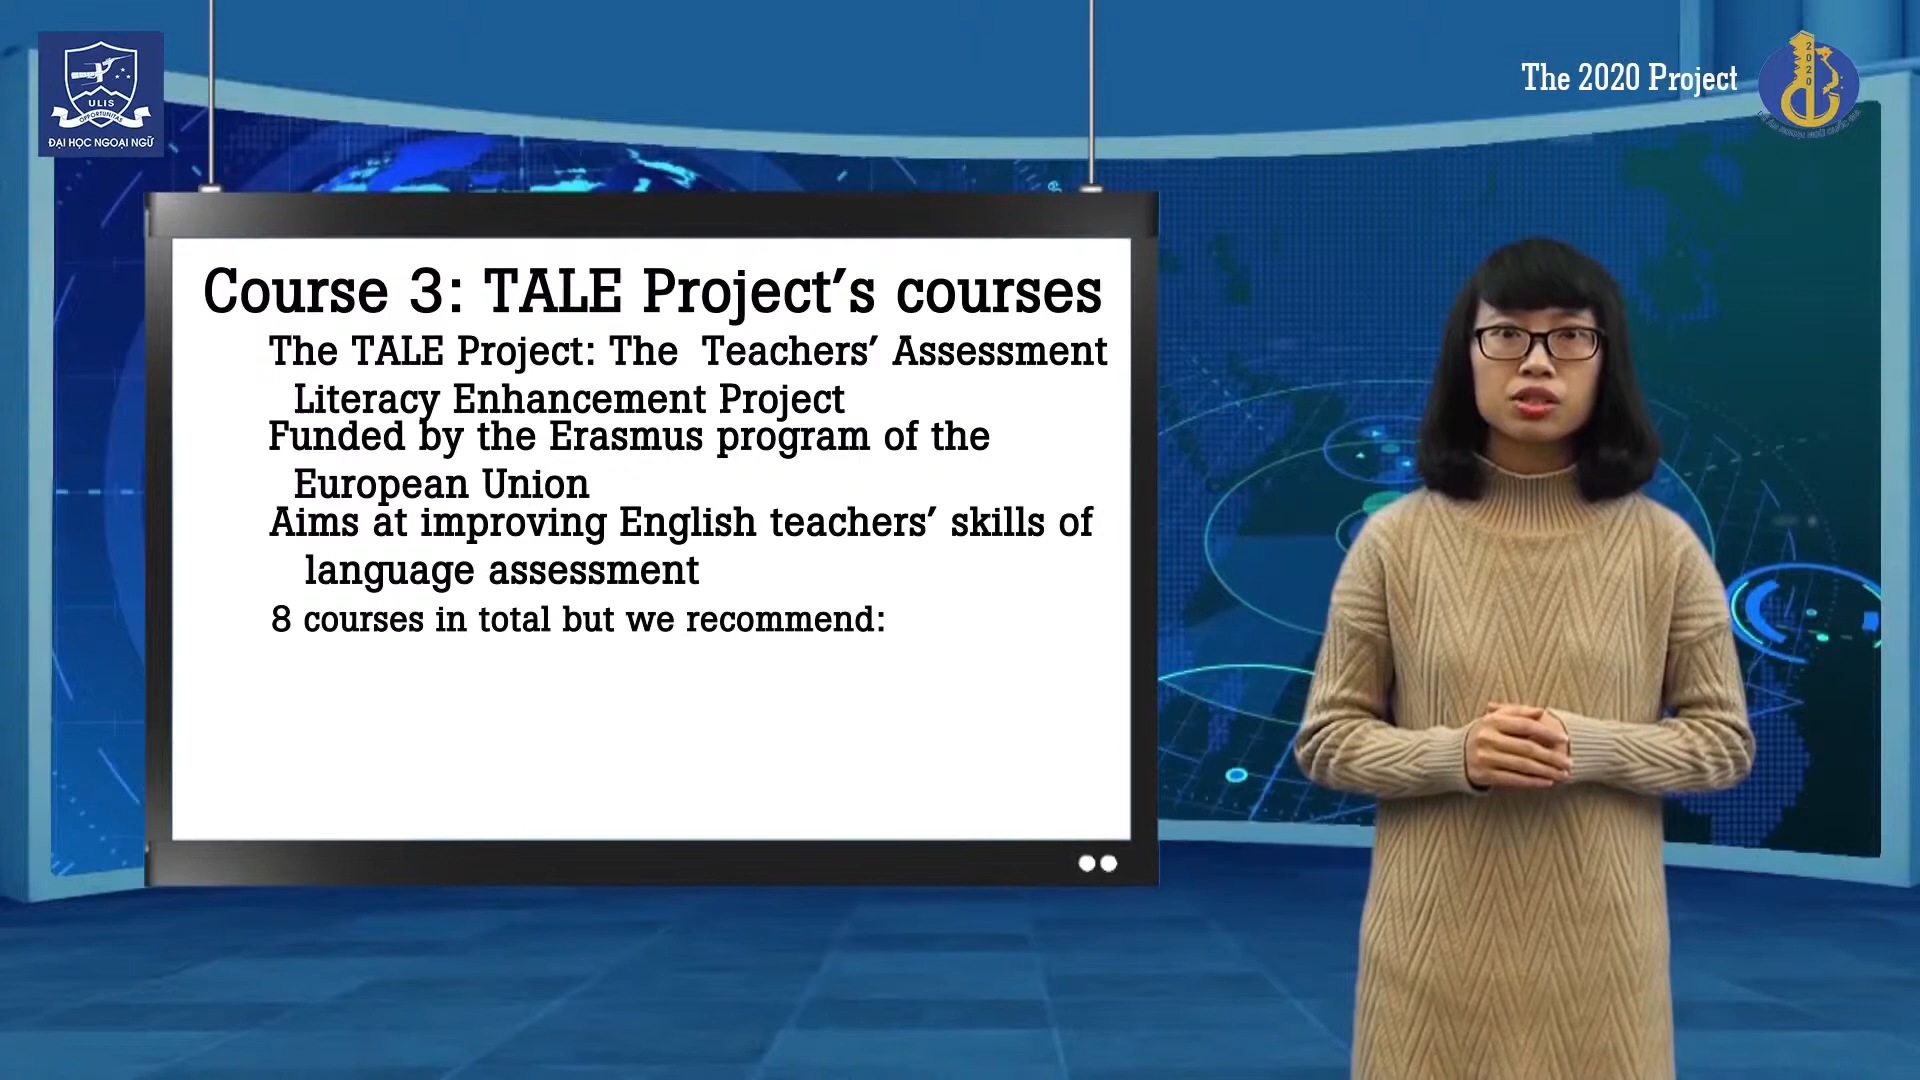 ULIS
OPPORTUNITAS
ĐẠI HỌC NGOẠI NGỮ
The 2020 Project
2020
Course 3: TALE Project’s courses
The TALE Project: The Teachers’ Assessment
Literacy Enhancement Project
Funded by the Erasmus program of the
European Union
Aims at improving English teachers’ skills of
language assessment
8 courses in total but we recommend: